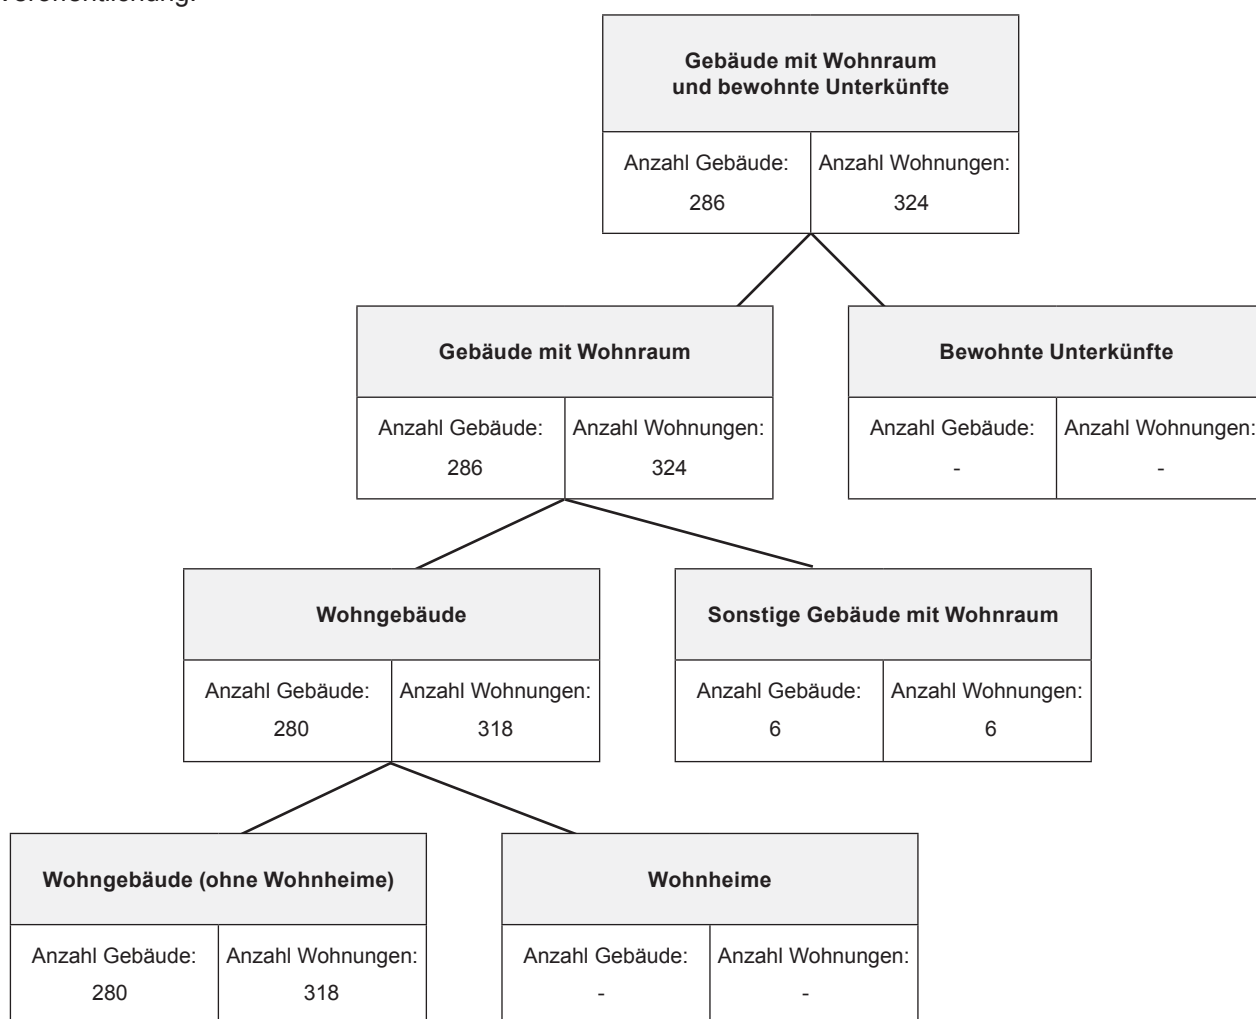 Veröffentlichung.
Gebäude mit Wohnraum
und bewohnte Unterkünfte
Anzahl Gebäude: Anzahl Wohnungen:
286 324
Gebäude mit Wohnraum Bewohnte Unterkünfte
Anzahl Gebäude: Anzahl Wohnungen: Anzahl Gebäude: Anzahl Wohnungen:
286 324 - -
Wohngebäude Sonstige Gebäude mit Wohnraum
Anzahl Gebäude: Anzahl Wohnungen: Anzahl Gebäude: Anzahl Wohnungen:
280 318 6 6
Wohngebäude (ohne Wohnheime) Wohnheime
Anzahl Gebäude: Anzahl Wohnungen: Anzahl Gebäude: Anzahl Wohnungen:
280 318 - -